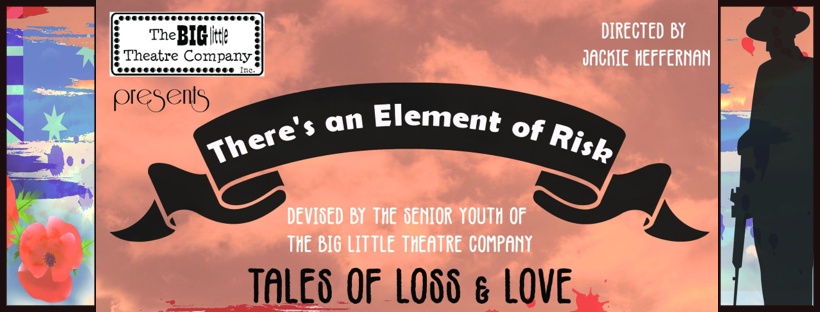 The BIG little
Theatre Company
Inc.
presents
DIRECTED BY
JACKIE HEFFERNAN
There's an Element of Risk
DEVISED BY THE SENIOR YOUTH OF
THE BIG LITTLE THEATRE COMPANY
TALES OF LOSS & LOVE